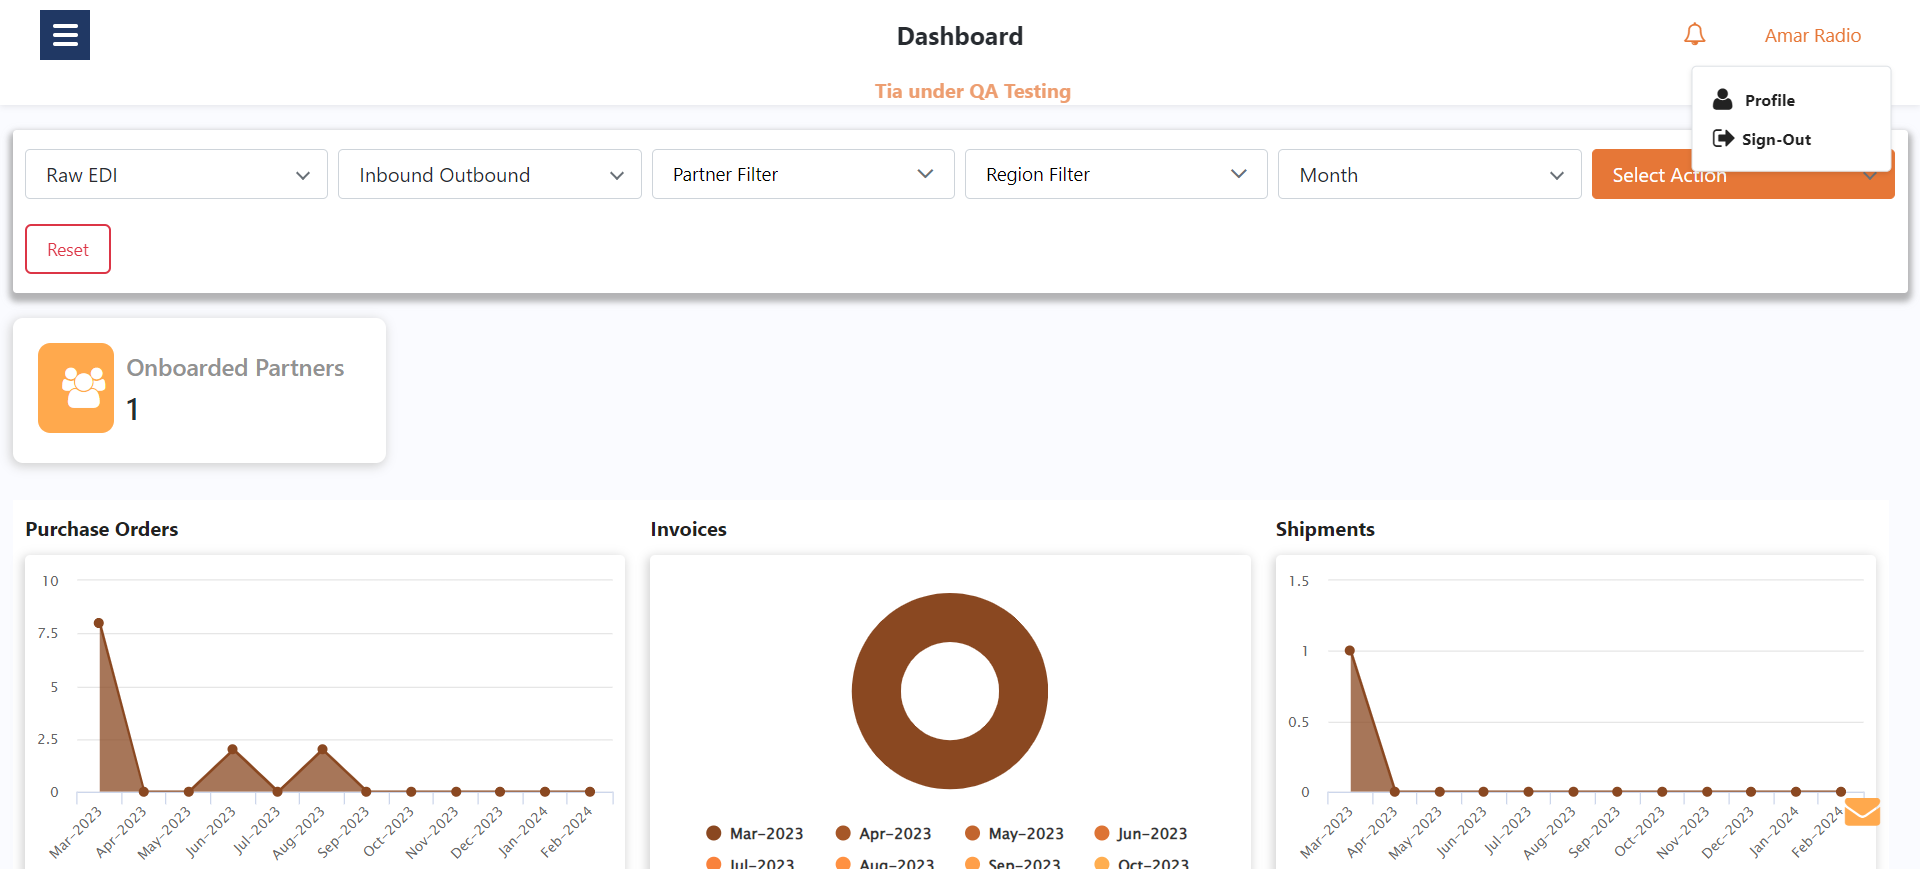 Dashboard
Amar Radio
Tia under QA Testing
Profile
Sign-Out
Raw EDI
Inbound Outbound
Partner Filter
Region Filter
Month
Select Action
Reset
Onboarded Partners
1
Purchase Orders
10
7.5
5
2.5
0
Mar-2023
Apr-2023
May-2023
Jun-2023
Jul-2023
Aug-2023
Sep-2023
Oct-2023
Nov-2023
Dec-2023
Jan-2024
Feb-2024
Invoices
Mar-2023
Apr-2023
May-2023
Jun-2023
Jul-2023
Aug-2023
Sep-2023
Oct-2023
Shipments
1.5
1
0.5
0
Mar-2023
Apr-2023
May-2023
Jun-2023
Jul-2023
Aug-2023
Sep-2023
Oct-2023
Nov-2023
Dec-2023
Jan-2024
Feb-2024